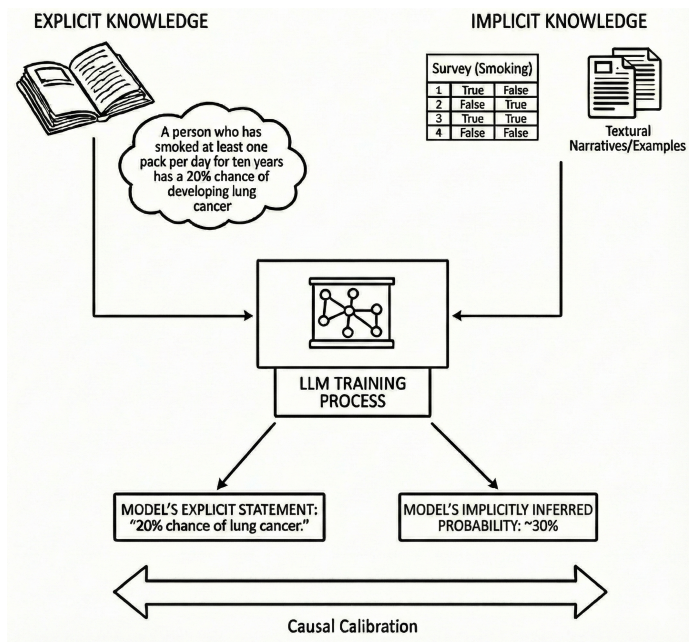 EXPLICIT KNOWLEDGE
IMPLICIT KNOWLEDGE
A person who has
smoked at least one
pack per day for ten years
has a 20% chance of
developing lung
cancer
Survey (Smoking)
1 True False
2 False True
3 True True
4 False False
Textural
Narratives/Examples
LLM TRAINING
PROCESS
MODEL'S EXPLICIT STATEMENT:
"20% chance of lung cancer."
MODEL'S IMPLICITLY INFERRED
PROBABILITY: ~30%
Causal Calibration